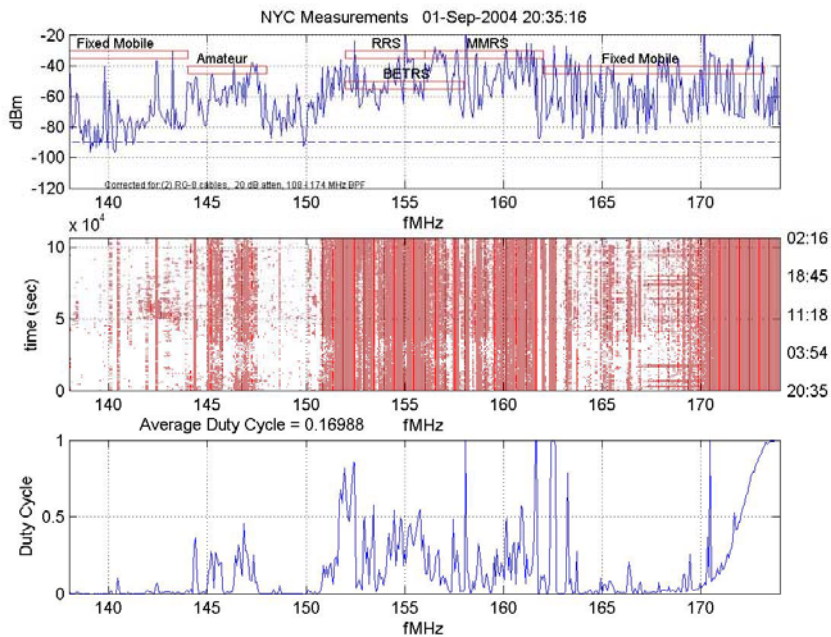 NYC Measurements 01-Sep-2004 20:35:16
-20
-40
-60
-80
-100
-120
dBm
Fixed Mobile
Amateur
RRS
MMRS
BETRS
Fixed Mobile
Corrected for:(2) RG-8 cables, 20 dB atten, 108-174 MHz BPF
140
145
150
155
160
165
170
fMHz
x 10^4
10
5
0
time (sec)
02:16
18:45
11:18
03:54
20:35
140
145
150
155
160
165
170
fMHz
Average Duty Cycle = 0.16988
1
0.5
0
Duty Cycle
140
145
150
155
160
165
170
fMHz